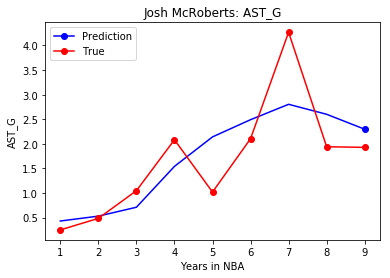 Josh McRoberts: AST_G
Prediction
True
AST_G
4.0
3.5
3.0
2.5
2.0
1.5
1.0
0.5
1 2 3 4 5 6 7 8 9
Years in NBA